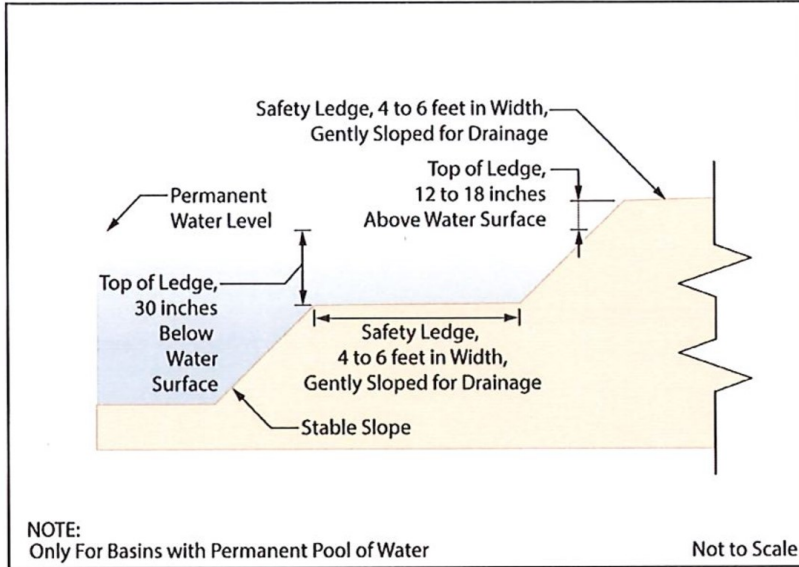 Safety Ledge, 4 to 6 feet in Width,
Gently Sloped for Drainage
Top of Ledge,
12 to 18 inches
Above Water Surface
Permanent
Water Level
Top of Ledge,
30 inches
Below
Water
Surface
Safety Ledge,
4 to 6 feet in Width,
Gently Sloped for Drainage
Stable Slope
NOTE:
Only For Basins with Permanent Pool of Water
Not to Scale